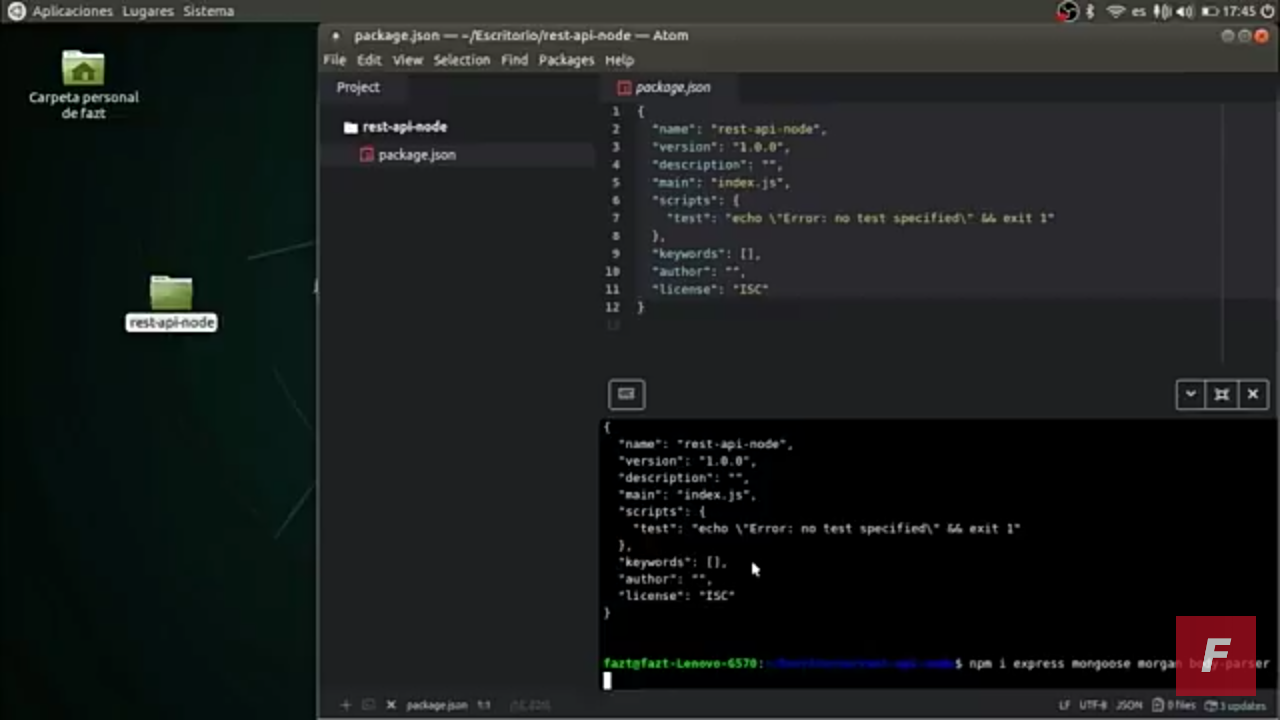 Aplicaciones Lugares Sistema
es 17:45
package.json — ~/Escritorio/rest-api-node — Atom
File Edit View Selection Find Packages Help
Carpeta personal
de fazt
rest-api-node
Project
rest-api-node
package.json
package.json
1 {
2 "name": "rest-api-node",
3 "version": "1.0.0",
4 "description": "",
5 "main": "index.js",
6 "scripts": {
7 "test": "echo \"Error: no test specified\" && exit 1"
8 },
9 "keywords": [],
10 "author": "",
11 "license": "ISC"
12 }
13
{
"name": "rest-api-node",
"version": "1.0.0",
"description": "",
"main": "index.js",
"scripts": {
"test": "echo \"Error: no test specified\" && exit 1"
},
"keywords": [],
"author": "",
"license": "ISC"
}
fazt@fazt-Lenovo-G570:~/Escritorio/rest-api-node$ npm i express mongoose morgan body-parser
F
package.json 1:1
LF UTF-8 JSON 0 files 3 updates